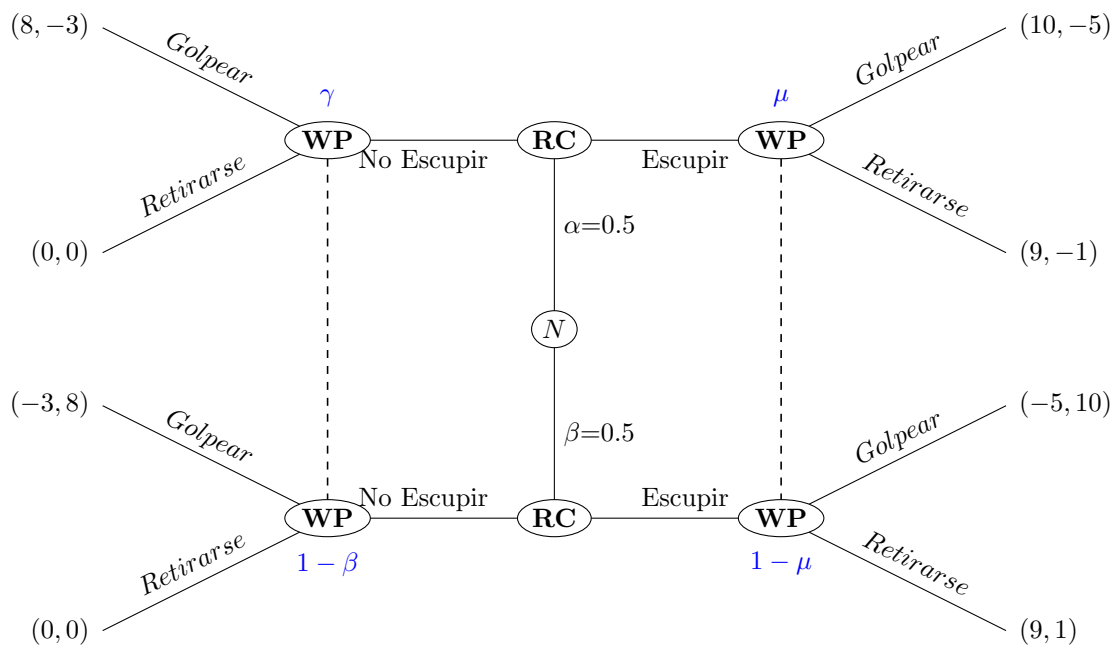 (8, −3)
Golpear
γ
μ
Golpear
(10, −5)
WP
No Escupir
RC
Escupir
WP
Retirarse
Retirarse
(0, 0)
α=0.5
(9, −1)
N
(−3, 8)
Golpear
β=0.5
Golpear
(−5, 10)
WP
No Escupir
RC
Escupir
WP
Retirarse
1 − β
1 − μ
Retirarse
(0, 0)
(9, 1)